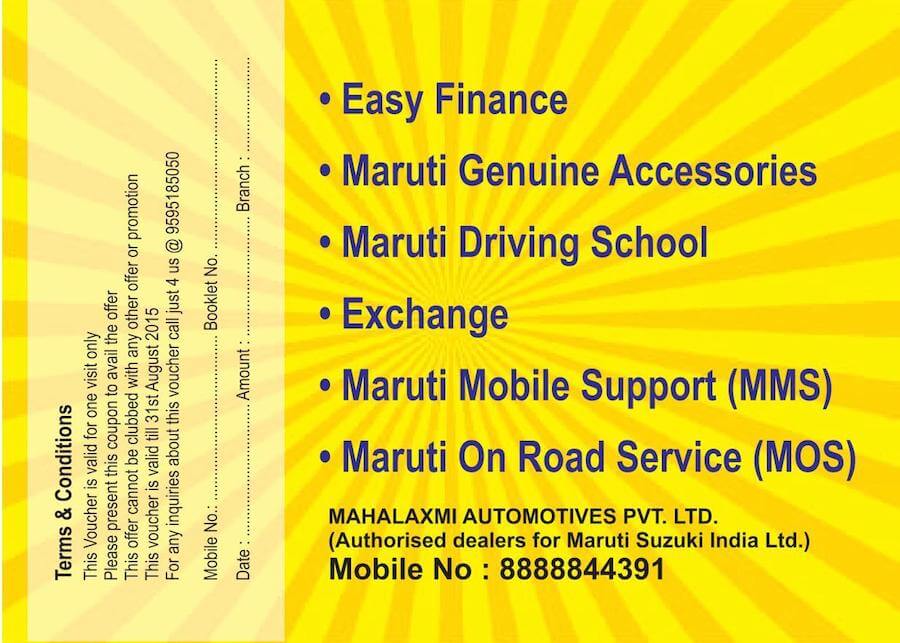 Terms & Conditions
This Voucher is valid for one visit only
Please present this coupon to avail the offer
This offer cannot be clubbed with any other offer or promotion
This voucher is valid till 31st August 2015
For any inquiries about this voucher call just 4 us @ 9595185050
Mobile No.: .............................. Booklet No. ..............................
Date : .............................. Amount : .............................. Branch : ..............................
• Easy Finance
• Maruti Genuine Accessories
• Maruti Driving School
• Exchange
• Maruti Mobile Support (MMS)
• Maruti On Road Service (MOS)
MAHALAXMI AUTOMOTIVES PVT. LTD.
(Authorised dealers for Maruti Suzuki India Ltd.)
Mobile No : 8888844391